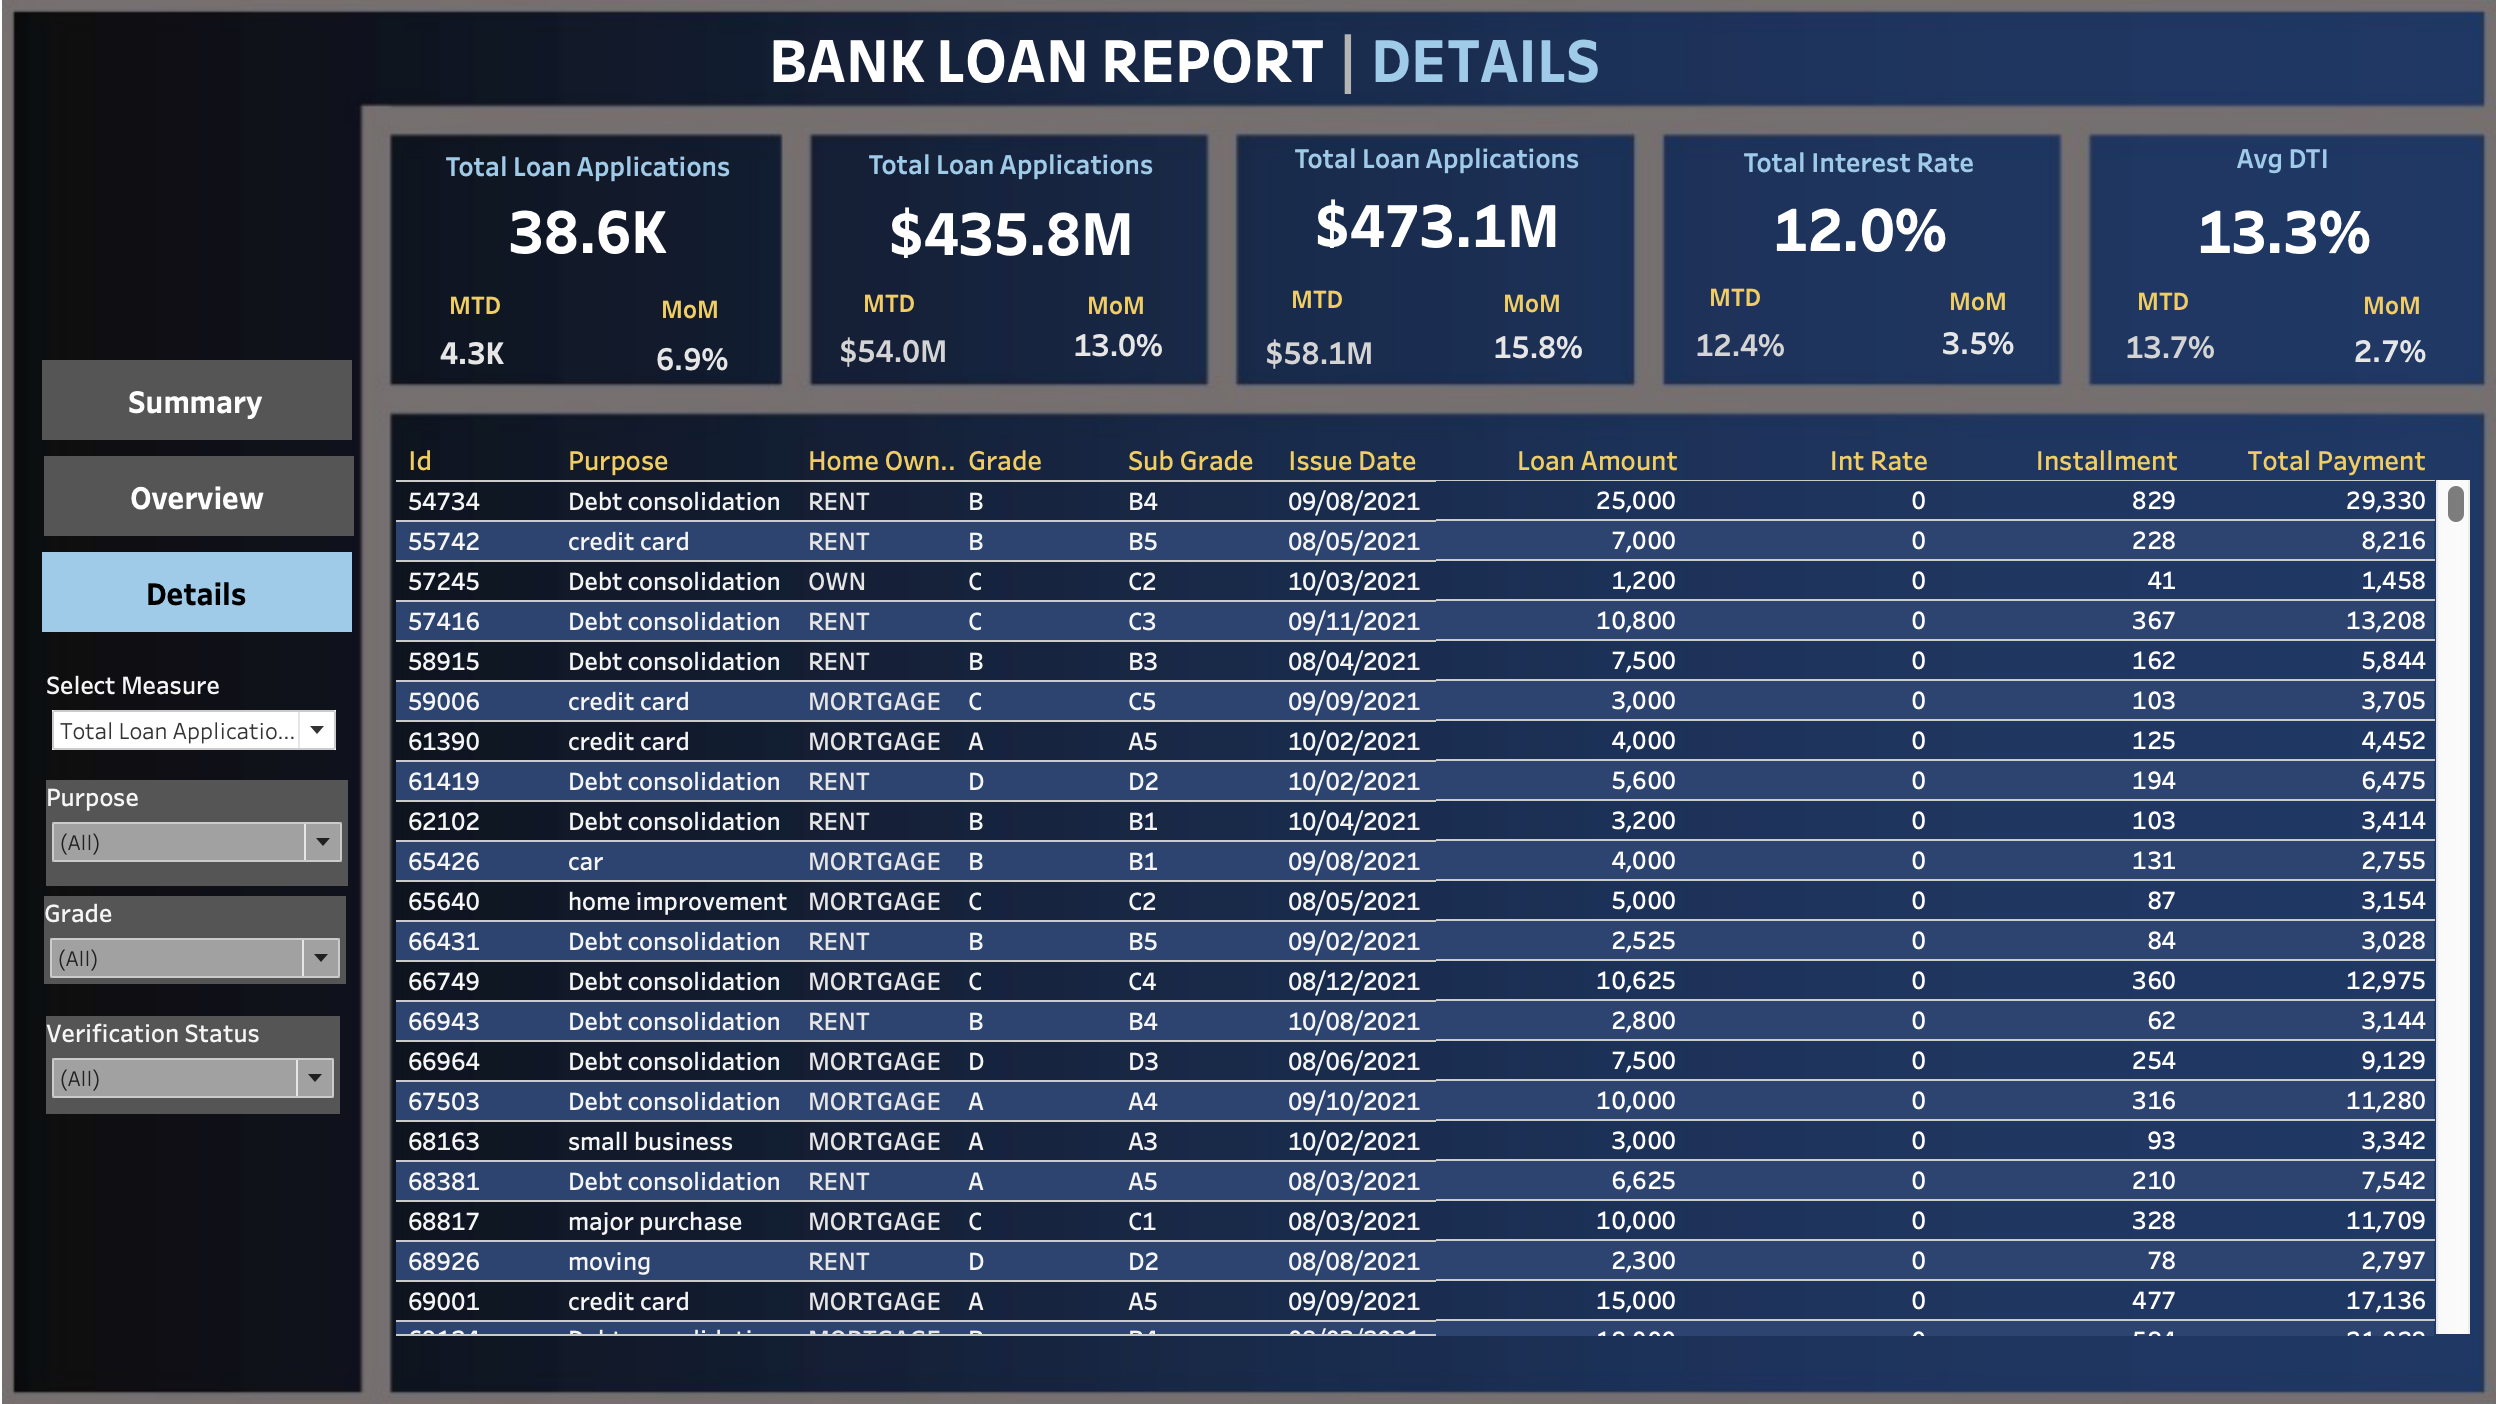 BANK LOAN REPORT | DETAILS
Total Loan Applications
38.6K
MTD MoM
4.3K 6.9%
Total Loan Applications
$435.8M
MTD MoM
$54.0M 13.0%
Total Loan Applications
$473.1M
MTD MoM
$58.1M 15.8%
Total Interest Rate
12.0%
MTD MoM
12.4% 3.5%
Avg DTI
13.3%
MTD MoM
13.7% 2.7%
Summary
Overview
Details
Select Measure
Total Loan Applicatio...
Purpose
(All)
Grade
(All)
Verification Status
(All)
Id Purpose Home Own.. Grade Sub Grade Issue Date Loan Amount Int Rate Installment Total Payment
54734 Debt consolidation RENT B B4 09/08/2021 25,000 0 829 29,330
55742 credit card RENT B B5 08/05/2021 7,000 0 228 8,216
57245 Debt consolidation OWN C C2 10/03/2021 1,200 0 41 1,458
57416 Debt consolidation RENT C C3 09/11/2021 10,800 0 367 13,208
58915 Debt consolidation RENT B B3 08/04/2021 7,500 0 162 5,844
59006 credit card MORTGAGE C C5 09/09/2021 3,000 0 103 3,705
61390 credit card MORTGAGE A A5 10/02/2021 4,000 0 125 4,452
61419 Debt consolidation RENT D D2 10/02/2021 5,600 0 194 6,475
62102 Debt consolidation RENT B B1 10/04/2021 3,200 0 103 3,414
65426 car MORTGAGE B B1 09/08/2021 4,000 0 131 2,755
65640 home improvement MORTGAGE C C2 08/05/2021 5,000 0 87 3,154
66431 Debt consolidation RENT B B5 09/02/2021 2,525 0 84 3,028
66749 Debt consolidation MORTGAGE C C4 08/12/2021 10,625 0 360 12,975
66943 Debt consolidation RENT B B4 10/08/2021 2,800 0 62 3,144
66964 Debt consolidation MORTGAGE D D3 08/06/2021 7,500 0 254 9,129
67503 Debt consolidation MORTGAGE A A4 09/10/2021 10,000 0 316 11,280
68163 small business MORTGAGE A A3 10/02/2021 3,000 0 93 3,342
68381 Debt consolidation RENT A A5 08/03/2021 6,625 0 210 7,542
68817 major purchase MORTGAGE C C1 08/03/2021 10,000 0 328 11,709
68926 moving RENT D D2 08/08/2021 2,300 0 78 2,797
69001 credit card MORTGAGE A A5 09/09/2021 15,000 0 477 17,136